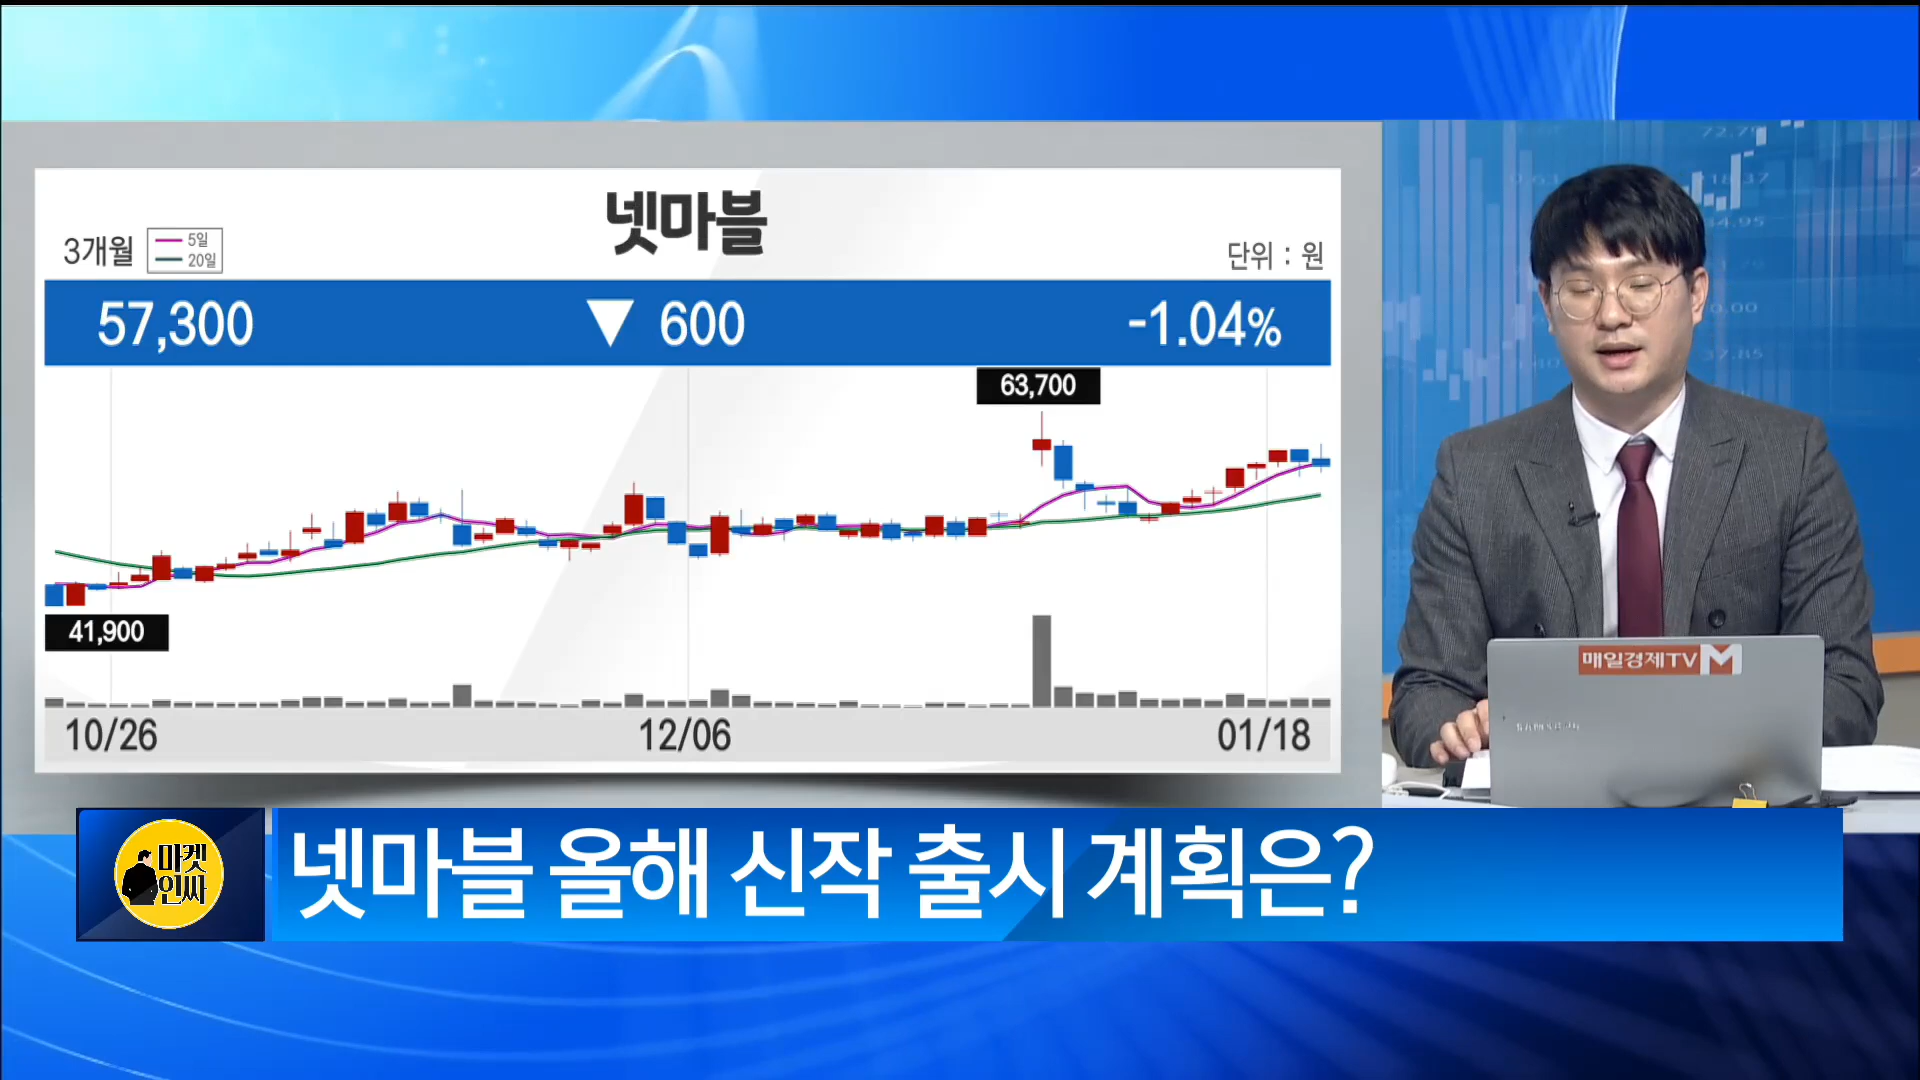 넷마블
3개월
5일
20일
단위 : 원
57,300 ▼ 600 -1.04%
63,700
41,900
10/26 12/06 01/18
매일경제TV M
마켓
인싸
넷마블 올해 신작 출시 계획은?